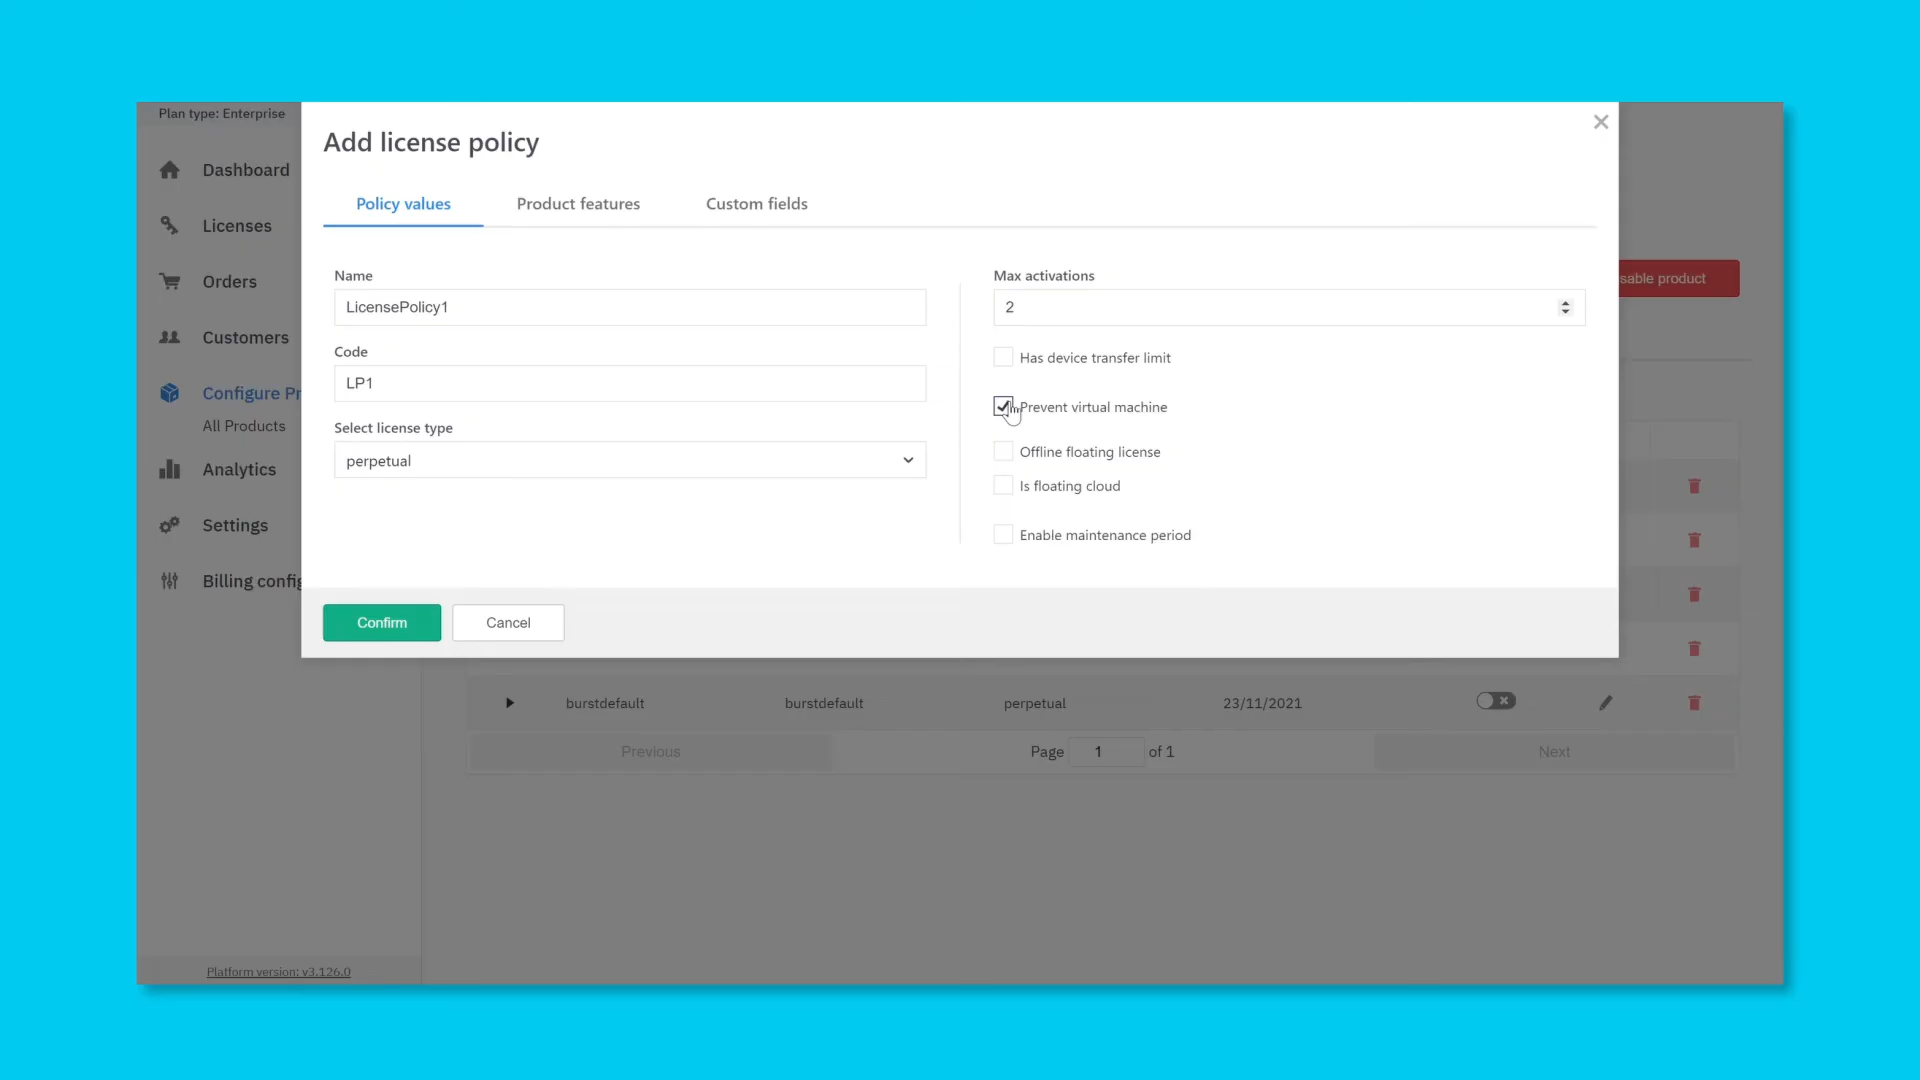 Plan type: Enterprise
Dashboard
Licenses
Orders
Customers
Configure Pr
All Products
Analytics
Settings
Billing config
Platform version: v3.126.0
Add license policy
Policy values
Product features
Custom fields
Name
LicensePolicy1
Code
LP1
Select license type
perpetual
Max activations
2
Has device transfer limit
Prevent virtual machine
Offline floating license
Is floating cloud
Enable maintenance period
Confirm
Cancel
sable product
burstdefault burstdefault perpetual 23/11/2021
Previous
Page 1 of 1
Next